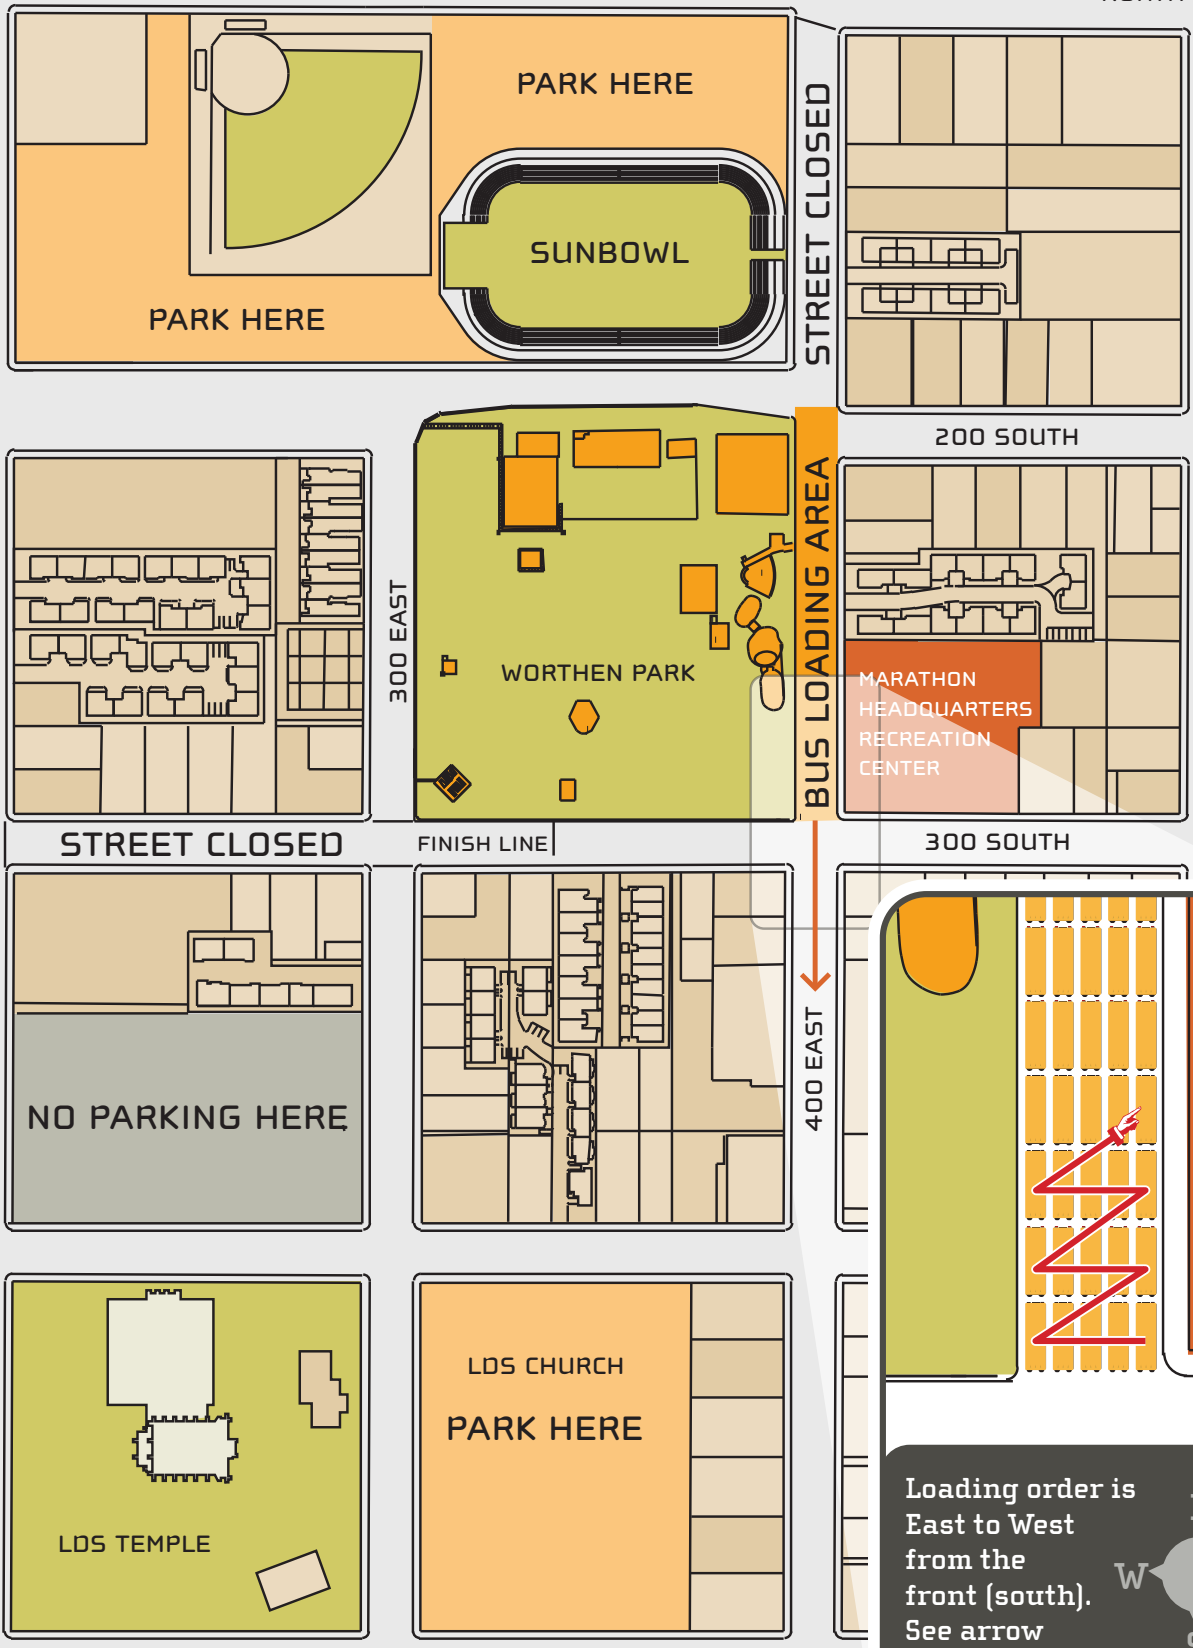 PARK HERE
STREET CLOSED
SUNBOWL
PARK HERE
200 SOUTH
BUS LOADING AREA
300 EAST
WORTHEN PARK
MARATHON
HEADQUARTERS
RECREATION
CENTER
STREET CLOSED
FINISH LINE
300 SOUTH
400 EAST
NO PARKING HERE
LDS CHURCH
PARK HERE
LDS TEMPLE
Loading order is
East to West
from the
front (south).
See arrow
W